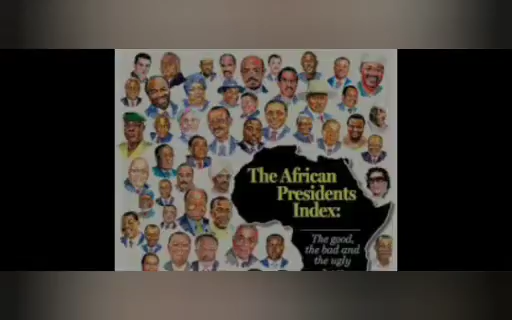 The African
Presidents
Index:
The good,
the bad and
the ugly